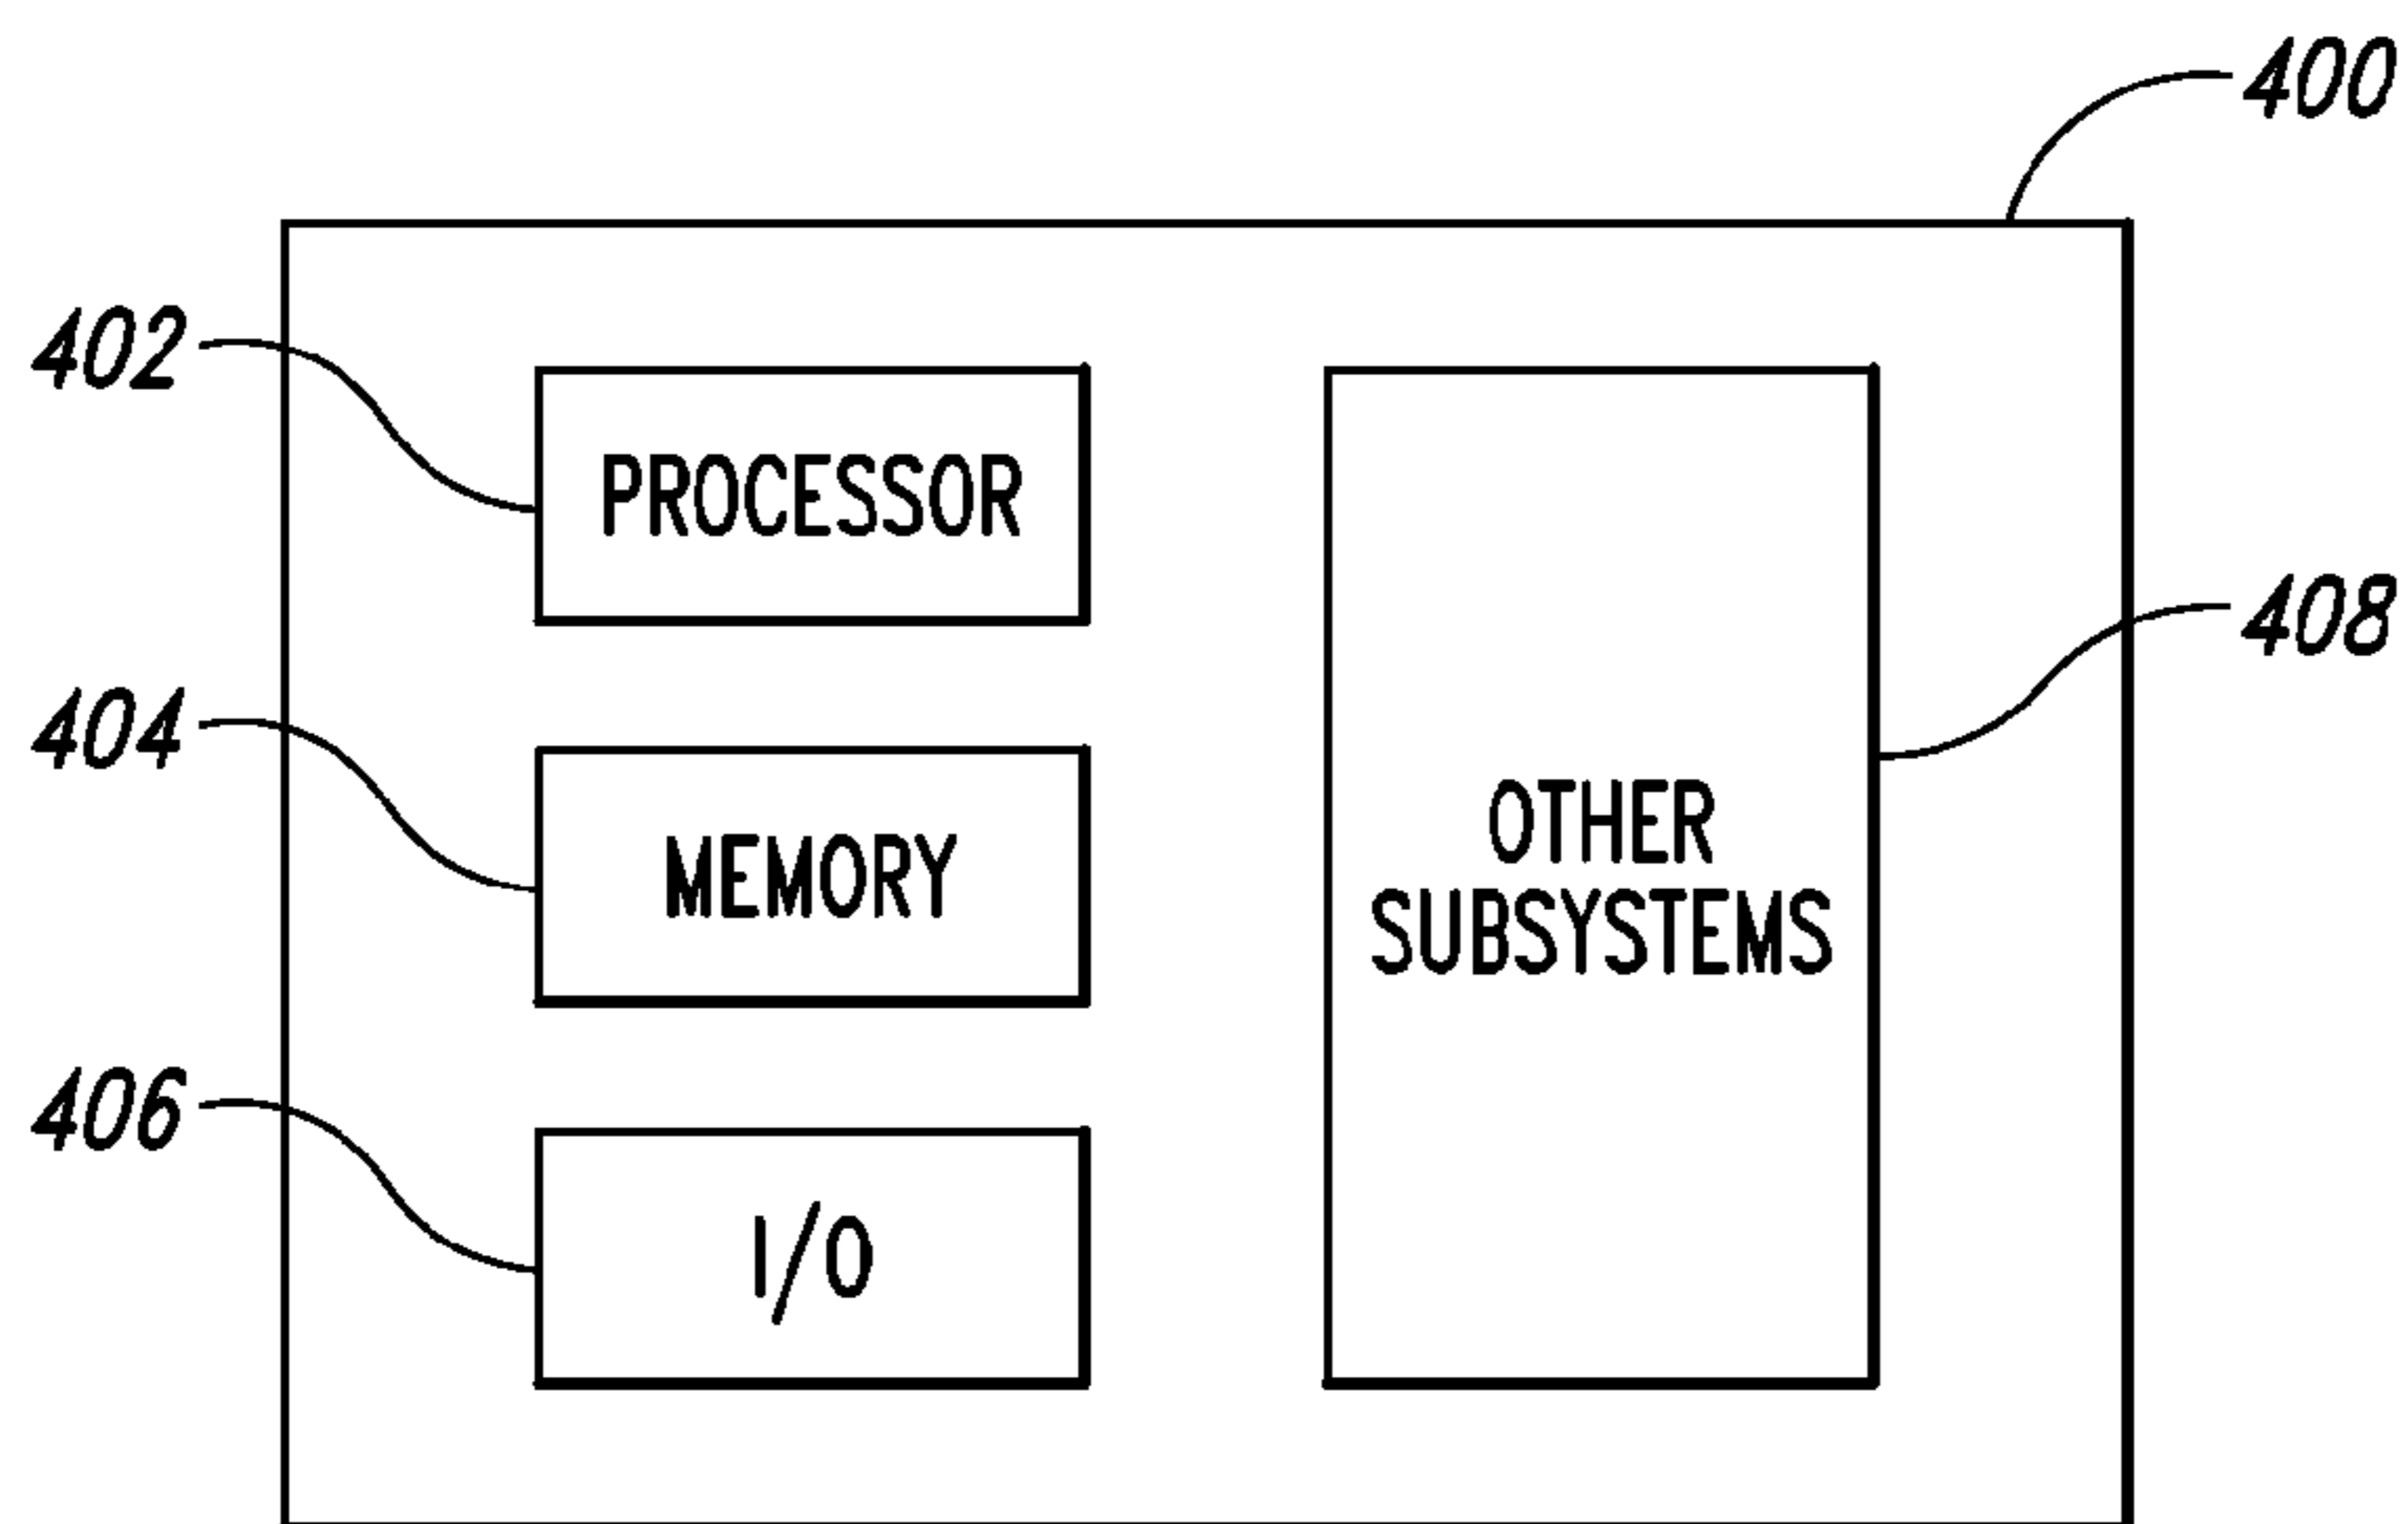 400
402
PROCESSOR
408
404
MEMORY
OTHER
SUBSYSTEMS
406
I/O